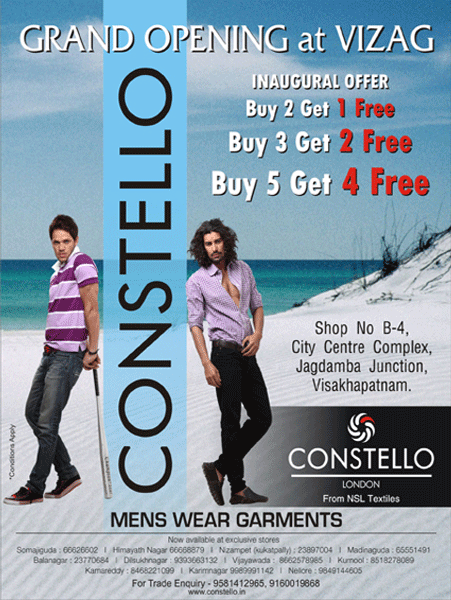 GRAND OPENING at VIZAG
CONSTELLO
INAUGURAL OFFER
Buy 2 Get 1 Free
Buy 3 Get 2 Free
Buy 5 Get 4 Free
Shop No B-4,
City Centre Complex,
Jagdamba Junction,
Visakhapatnam.
*Conditions Apply
CONSTELLO
LONDON
From NSL Textiles
MENS WEAR GARMENTS
Now available at exclusive stores
Somajiguda : 66626602 I Himayath Nagar 66668879 I Nizampet (kukatpally) : 23897004 I Madinaguda : 65551491
Balanagar : 23770684 I Dilsukhnagar : 9393663132 I Vijayawada : 8662578985 I Kurnool : 8518278089
Kamareddy : 8468221099 I Karimnagar 9989991142 I Nellore : 9849144605
For Trade Enquiry - 9581412965, 9160019868
www.constello.in